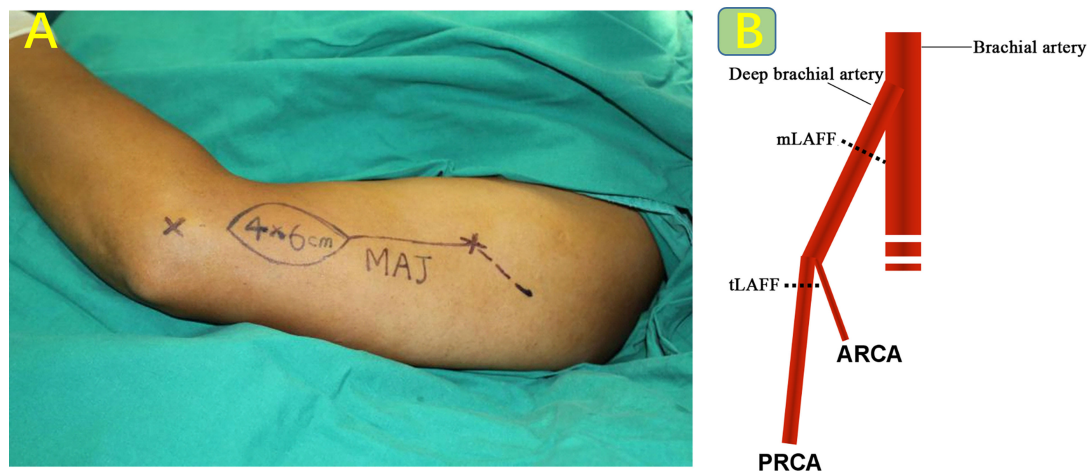 A
4×6cm
MAJ
B
Brachial artery
Deep brachial artery
mLAFF
tLAFF
ARCA
PRCA